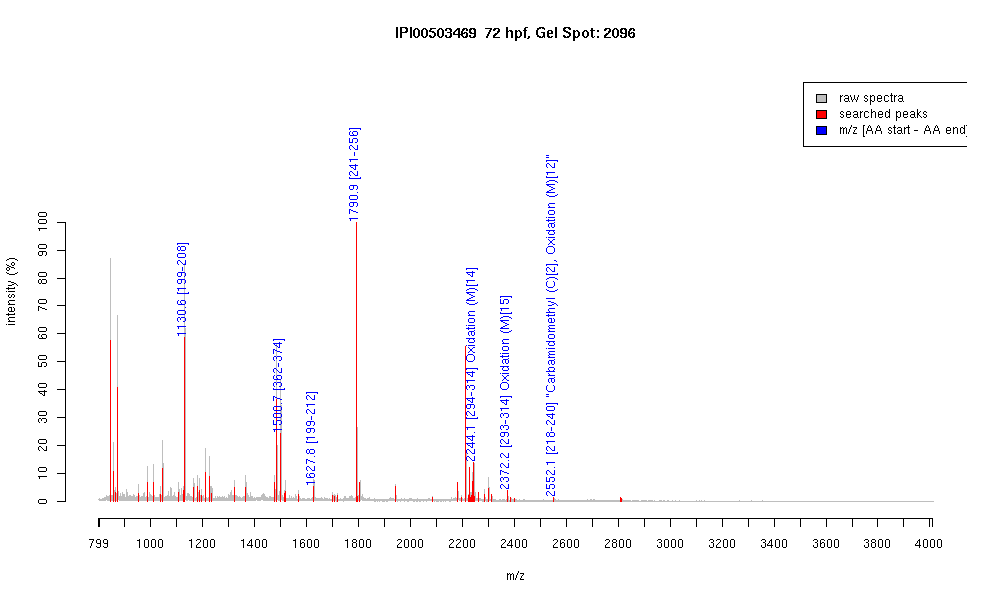 IPI00503469 72 hpf, Gel Spot: 2096
raw spectra
searched peaks
m/z [AA start - AA end]
intensity (%)
100
90
80
70
60
50
40
30
20
10
0
1130.6 [199-208]
1500.7 [362-374]
1627.8 [199-212]
1790.9 [241-256]
2244.1 [294-314] Oxidation (M)[14]
2372.2 [293-314] Oxidation (M)[15]
2552.1 [218-240] "Carbamidomethyl (C)[2], Oxidation (M)[12]"
799 1000 1200 1400 1600 1800 2000 2200 2400 2600 2800 3000 3200 3400 3600 3800 4000
m/z